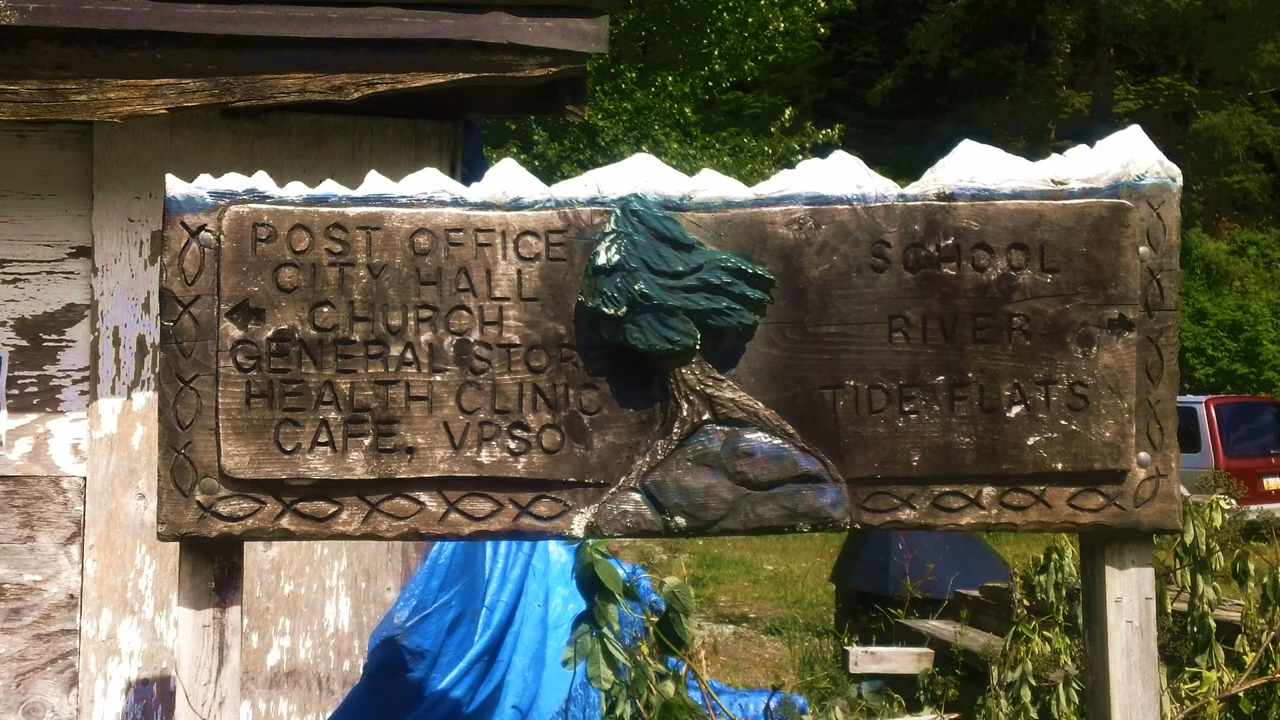 POST OFFICE
CITY HALL
CHURCH
GENERAL STORE
HEALTH CLINIC
CAFE, VPSO
SCHOOL
RIVER
TIDE FLATS